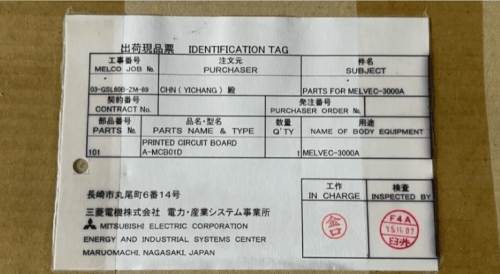 出荷現品票 IDENTIFICATION TAG
工事番号 注文元 件名
MELCO JOB No. PURCHASER SUBJECT
03-GSL60B-ZM-69 CHN ( YICHANG ) 殿 PARTS FOR MELVEC-3000A
契約番号 発注番号
CONTRACT No. PURCHASER ORDER No.
部品番号 品名・型名 数量 用途
PARTS No. PARTS NAME & TYPE Q'TY NAME OF BODY EQUIPMENT
PRINTED CIRCUIT BOARD
101 A-MCB01D 1 MELVEC-3000A
工作 検査
IN CHARGE INSPECTED BY
長崎市丸尾町6番14号
三菱電機株式会社 電力・産業システム事業所
MITSUBISHI ELECTRIC CORPORATION
ENERGY AND INDUSTRIAL SYSTEMS CENTER
MARUOMACHI, NAGASAKI, JAPAN
F4A